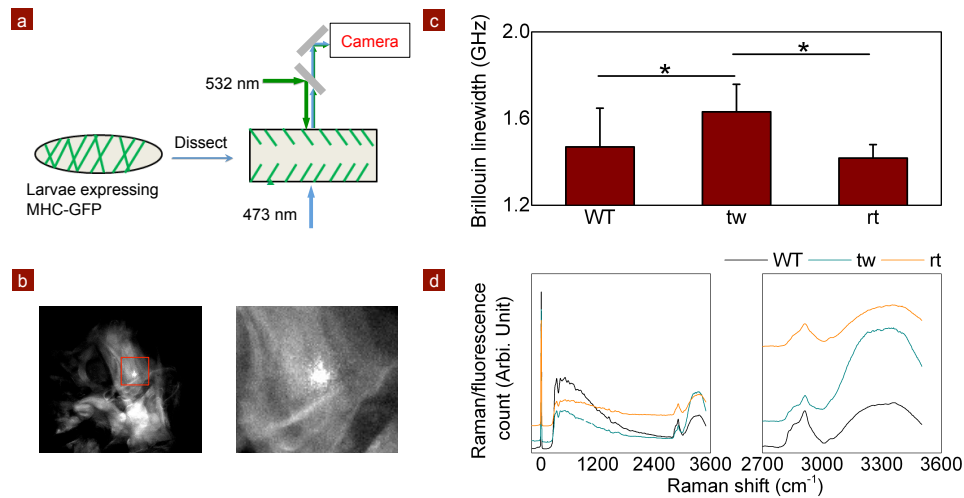 a
Camera
532 nm
Dissect
Larvae expressing
MHC-GFP
473 nm
b
c
Brillouin linewidth (GHz)
2.0
1.6
1.2
*
*
WT
tw
rt
d
WT
tw
rt
Raman/fluorescence
count (Arbi. Unit)
0
1200
2400
3600
2700
3000
3300
3600
Raman shift (cm⁻¹)